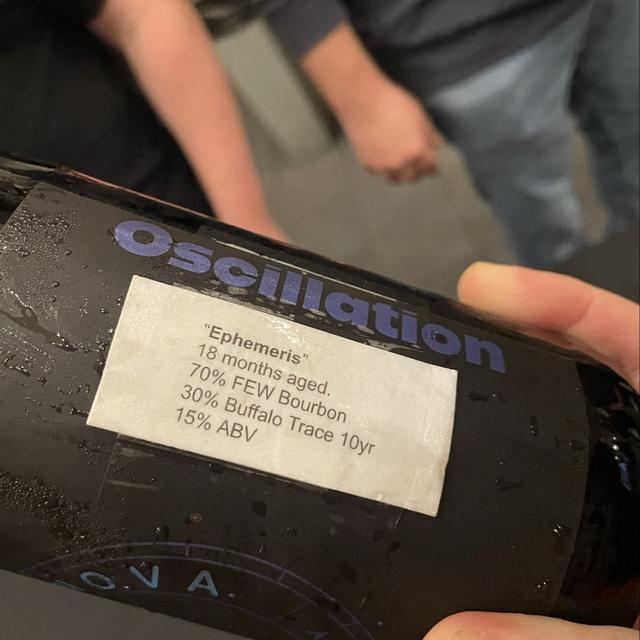 Oscillation
"Ephemeris"
18 months aged.
70% FEW Bourbon
30% Buffalo Trace 10yr
15% ABV
O.V A.